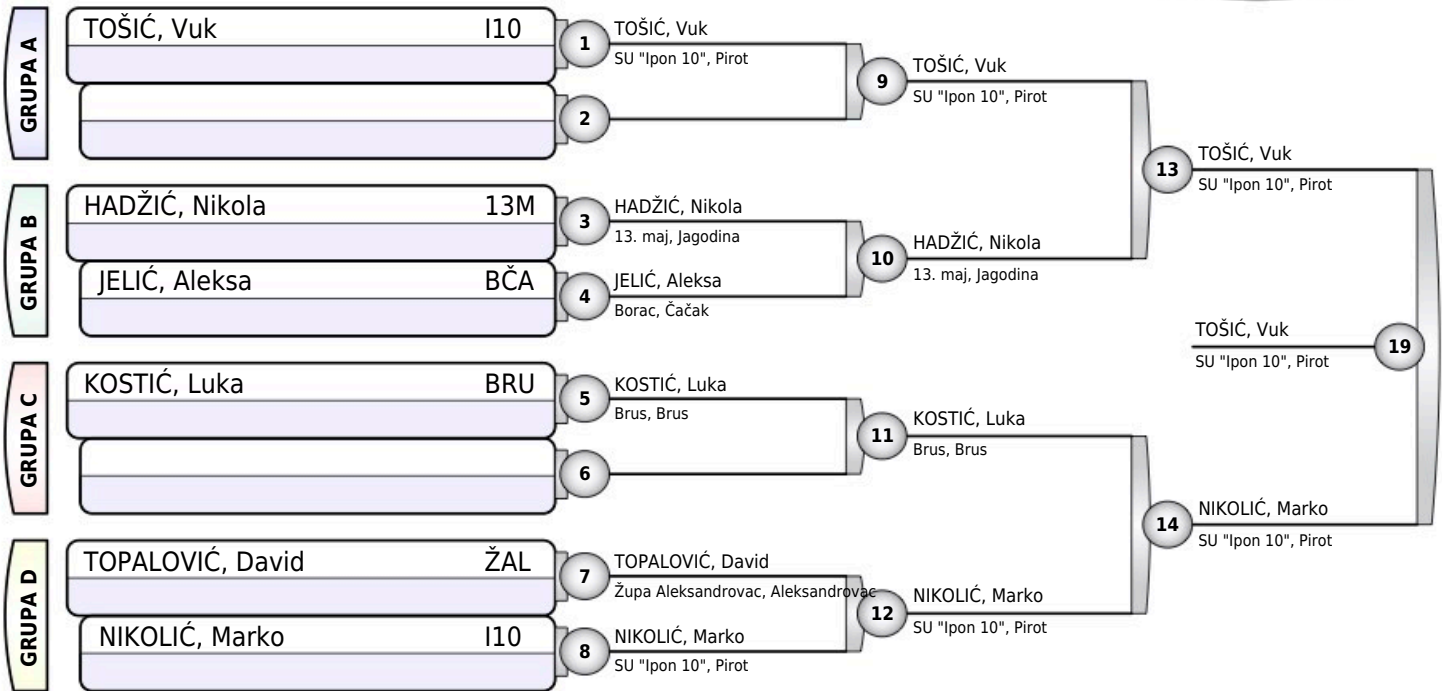 GRUPA A
TOŠIĆ, Vuk I10
1
TOŠIĆ, Vuk
SU "Ipon 10", Pirot
2
9
TOŠIĆ, Vuk
SU "Ipon 10", Pirot
GRUPA B
HADŽIĆ, Nikola 13M
JELIĆ, Aleksa BČA
3
HADŽIĆ, Nikola
13. maj, Jagodina
4
JELIĆ, Aleksa
Borac, Čačak
10
HADŽIĆ, Nikola
13. maj, Jagodina
13
TOŠIĆ, Vuk
SU "Ipon 10", Pirot
GRUPA C
KOSTIĆ, Luka BRU
5
KOSTIĆ, Luka
Brus, Brus
6
11
KOSTIĆ, Luka
Brus, Brus
GRUPA D
TOPALOVIĆ, David ŽAL
NIKOLIĆ, Marko I10
7
TOPALOVIĆ, David
Župa Aleksandrovac, Aleksandrovac
8
NIKOLIĆ, Marko
SU "Ipon 10", Pirot
12
NIKOLIĆ, Marko
SU "Ipon 10", Pirot
14
NIKOLIĆ, Marko
SU "Ipon 10", Pirot
TOŠIĆ, Vuk
SU "Ipon 10", Pirot
19